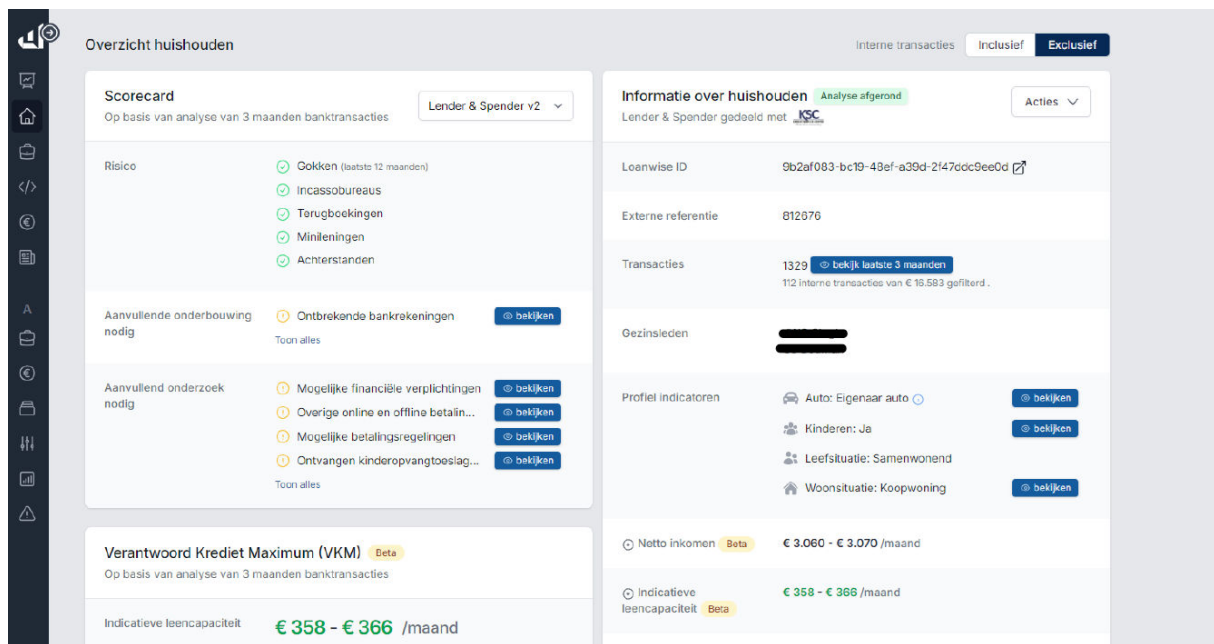 Overzicht huishouden
Interne transacties
Inclusief
Exclusief
Scorecard
Op basis van analyse van 3 maanden banktransacties
Lender & Spender v2
Risico
Gokken (laatste 12 maanden)
Incassobureaus
Terugboekingen
Minileningen
Achterstanden
Aanvullende onderbouwing
nodig
Ontbrekende bankrekeningen
bekijken
Toon alles
Aanvullend onderzoek
nodig
Mogelijke financiële verplichtingen
bekijken
Overige online en offline betalin...
bekijken
Mogelijke betalingsregelingen
bekijken
Ontvangen kinderopvangtoeslag...
bekijken
Toon alles
Verantwoord Krediet Maximum (VKM) Beta
Op basis van analyse van 3 maanden banktransacties
Indicatieve leencapaciteit
€ 358 - € 366 /maand
Informatie over huishouden Analyse afgerond
Lender & Spender gedeeld met KSC
Acties
Loanwise ID
9b2af083-bc19-48ef-a39d-2f47ddc9ee0d
Externe referentie
812676
Transacties
1329 bekijk laatste 3 maanden
112 interne transacties van € 16.583 gefilterd .
Gezinsleden
Profiel indicatoren
Auto: Eigenaar auto
bekijken
Kinderen: Ja
bekijken
Leefsituatie: Samenwonend
Woonsituatie: Koopwoning
bekijken
Netto inkomen Beta
€ 3.060 - € 3.070 /maand
Indicatieve
leencapaciteit Beta
€ 358 - € 366 /maand
A